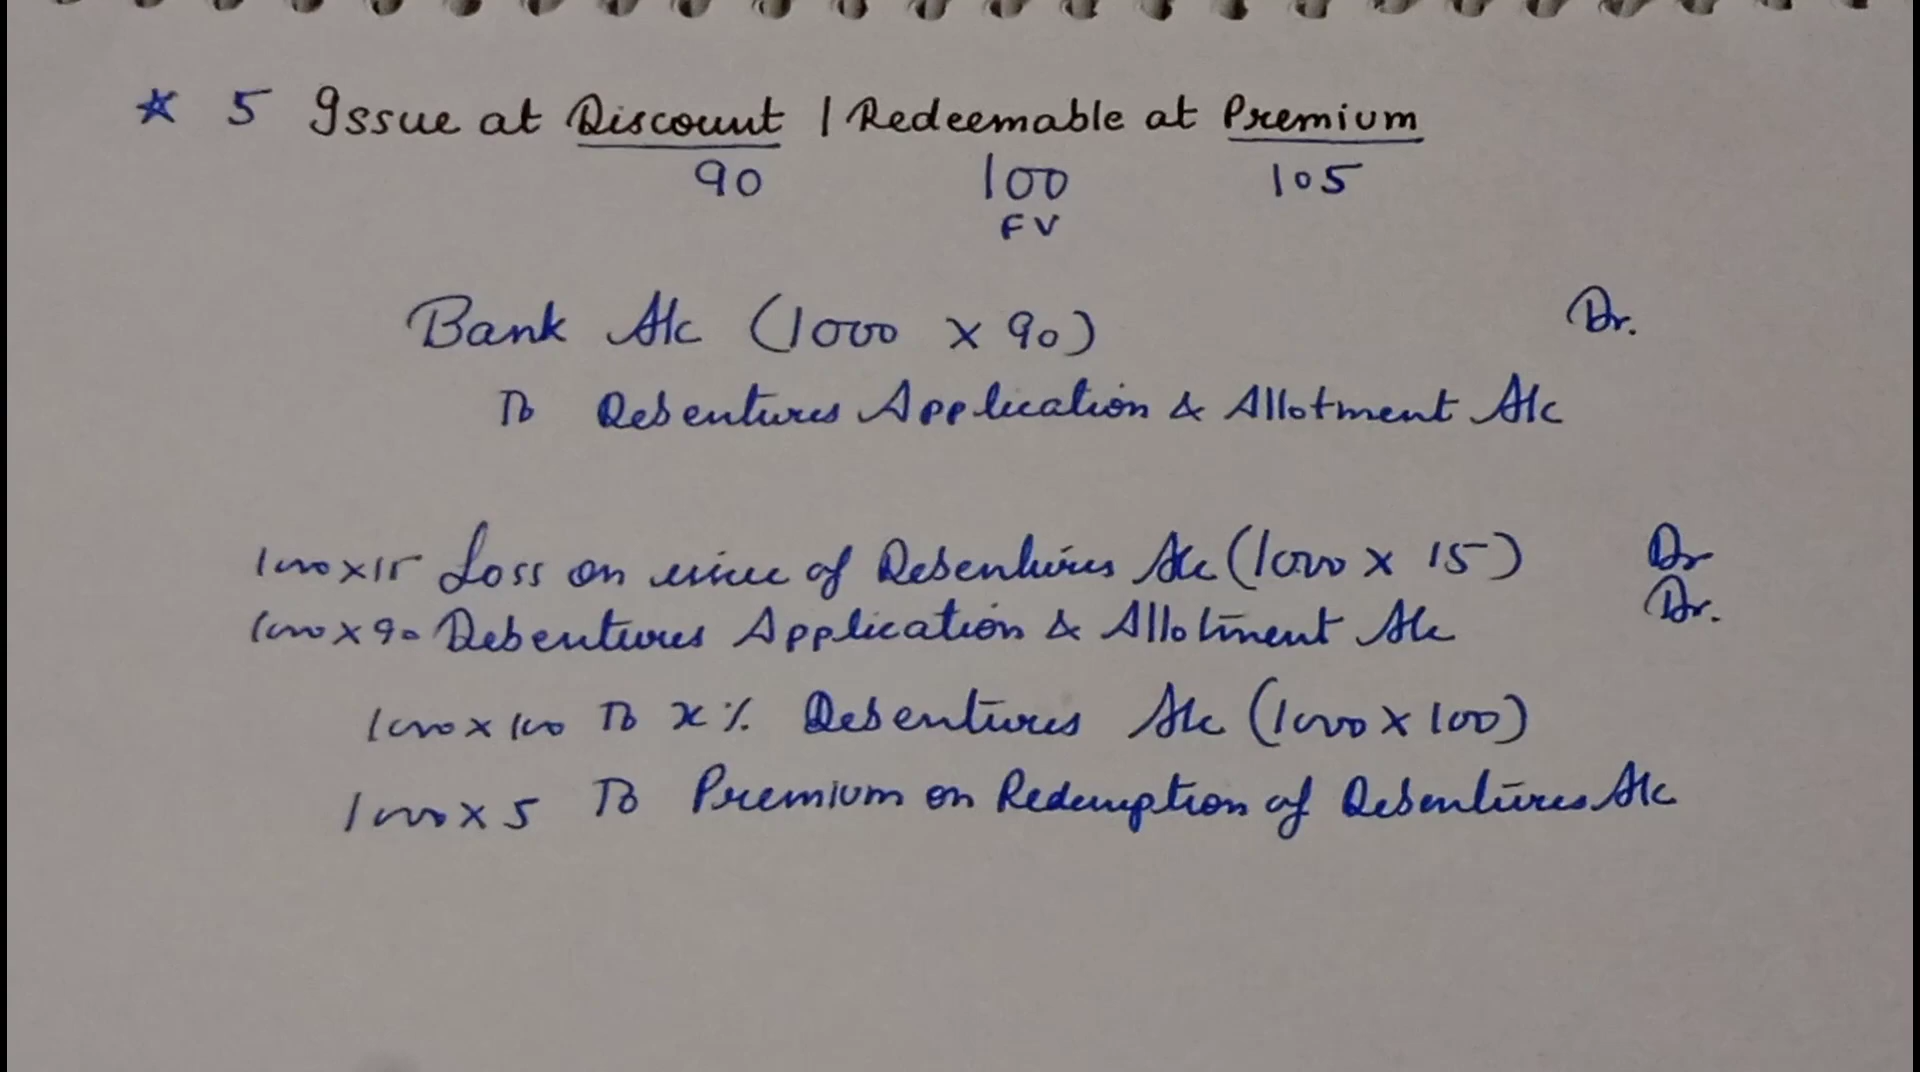 * 5 Issue at Discount | Redeemable at Premium
90 100 105
FV
Bank A/c (1000 x 90) Dr.
To Debentures Application & Allotment A/c
1000x15 Loss on issue of Debentures A/c (1000 x 15) Dr
1000x90 Debentures Application & Allotment A/c Dr.
1000x100 To x% Debentures A/c (1000x100)
1000x5 To Premium on Redemption of Debentures A/c